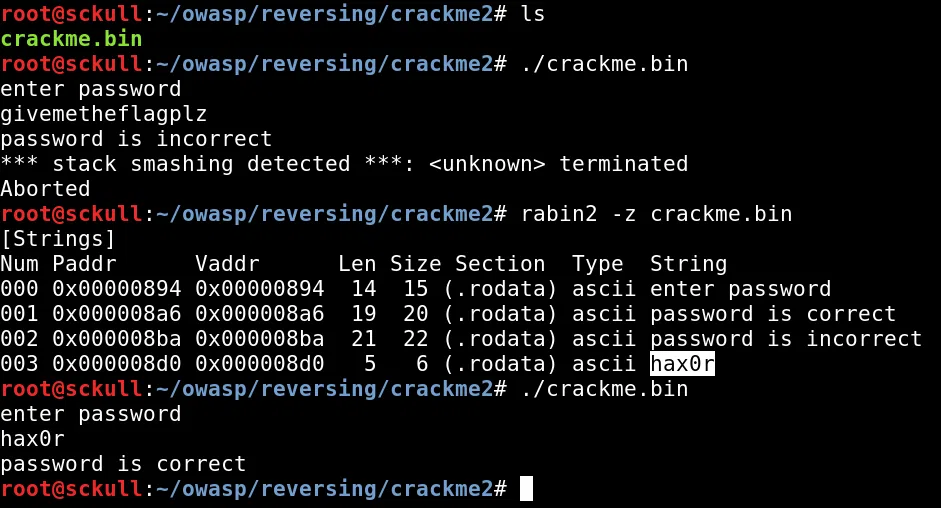 root@sckull:~/owasp/reversing/crackme2# ls
crackme.bin
root@sckull:~/owasp/reversing/crackme2# ./crackme.bin
enter password
givemetheflagplz
password is incorrect
*** stack smashing detected ***: <unknown> terminated
Aborted
root@sckull:~/owasp/reversing/crackme2# rabin2 -z crackme.bin
[Strings]
Num Paddr      Vaddr      Len Size Section  Type  String
000 0x00000894 0x00000894  14  15 (.rodata) ascii enter password
001 0x000008a6 0x000008a6  19  20 (.rodata) ascii password is correct
002 0x000008ba 0x000008ba  21  22 (.rodata) ascii password is incorrect
003 0x000008d0 0x000008d0   5   6 (.rodata) ascii hax0r
root@sckull:~/owasp/reversing/crackme2# ./crackme.bin
enter password
hax0r
password is correct
root@sckull:~/owasp/reversing/crackme2#